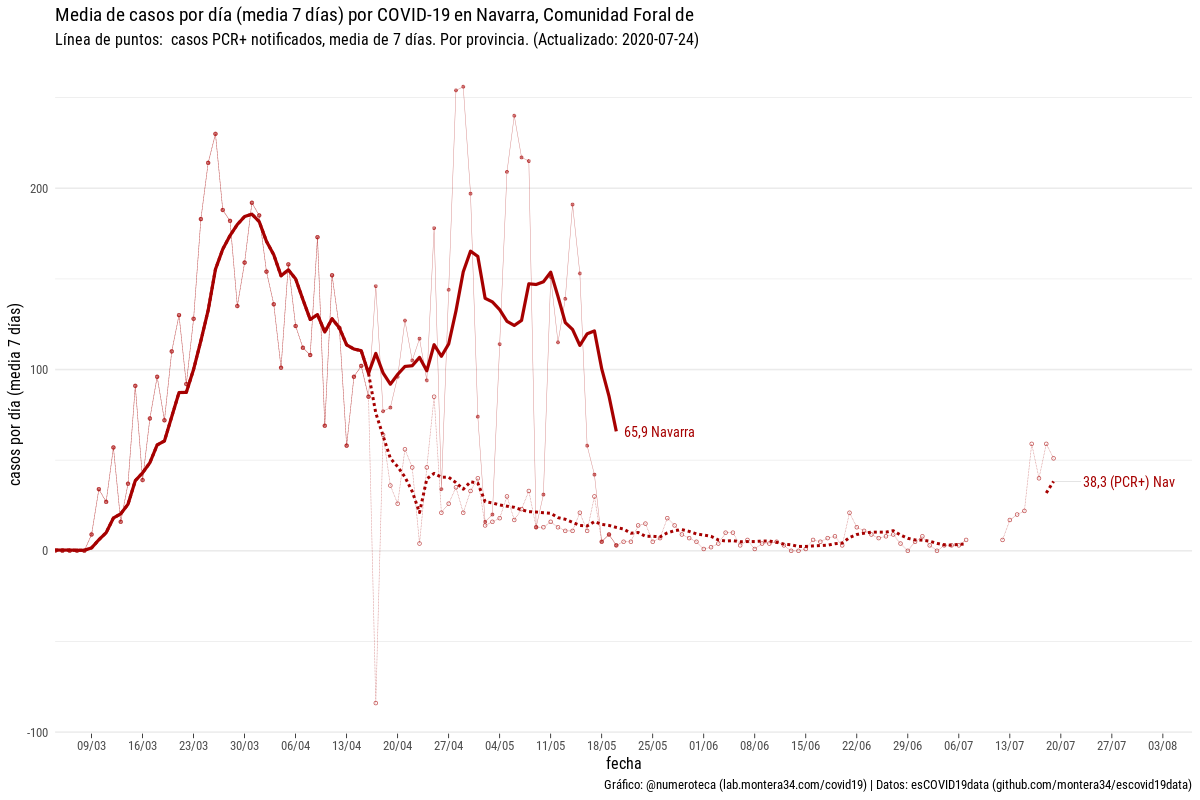 Media de casos por día (media 7 días) por COVID-19 en Navarra, Comunidad Foral de
Línea de puntos:  casos PCR+ notificados, media de 7 días. Por provincia. (Actualizado: 2020-07-24)
casos por día (media 7 días)
200
100
0
-100
65,9 Navarra
38,3 (PCR+) Nav
09/03 16/03 23/03 30/03 06/04 13/04 20/04 27/04 04/05 11/05 18/05 25/05 01/06 08/06 15/06 22/06 29/06 06/07 13/07 20/07 27/07 03/08
fecha
Gráfico: @numeroteca (lab.montera34.com/covid19) | Datos: esCOVID19data (github.com/montera34/escovid19data)